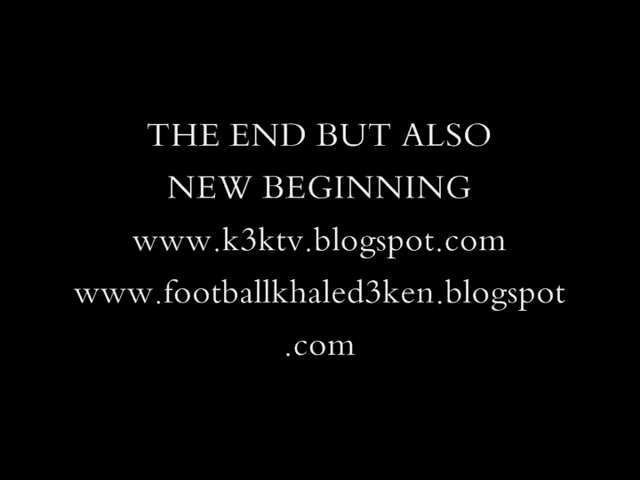 THE END BUT ALSO
NEW BEGINNING
www.k3ktv.blogspot.com
www.footballkhaled3ken.blogspot
.com